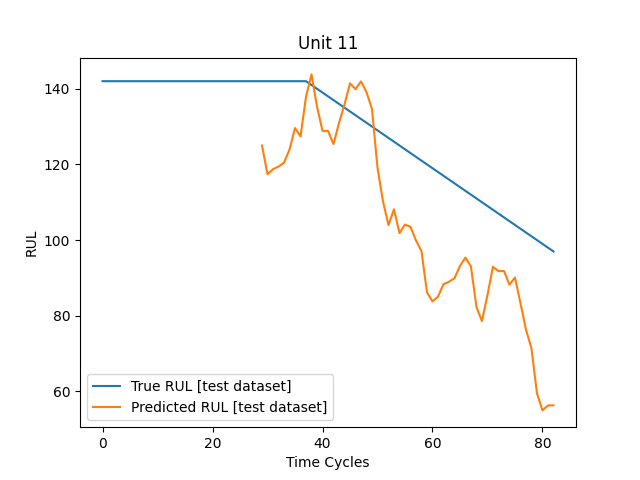 Unit 11
RUL
140
120
100
80
60
True RUL [test dataset]
Predicted RUL [test dataset]
0
20
40
60
80
Time Cycles